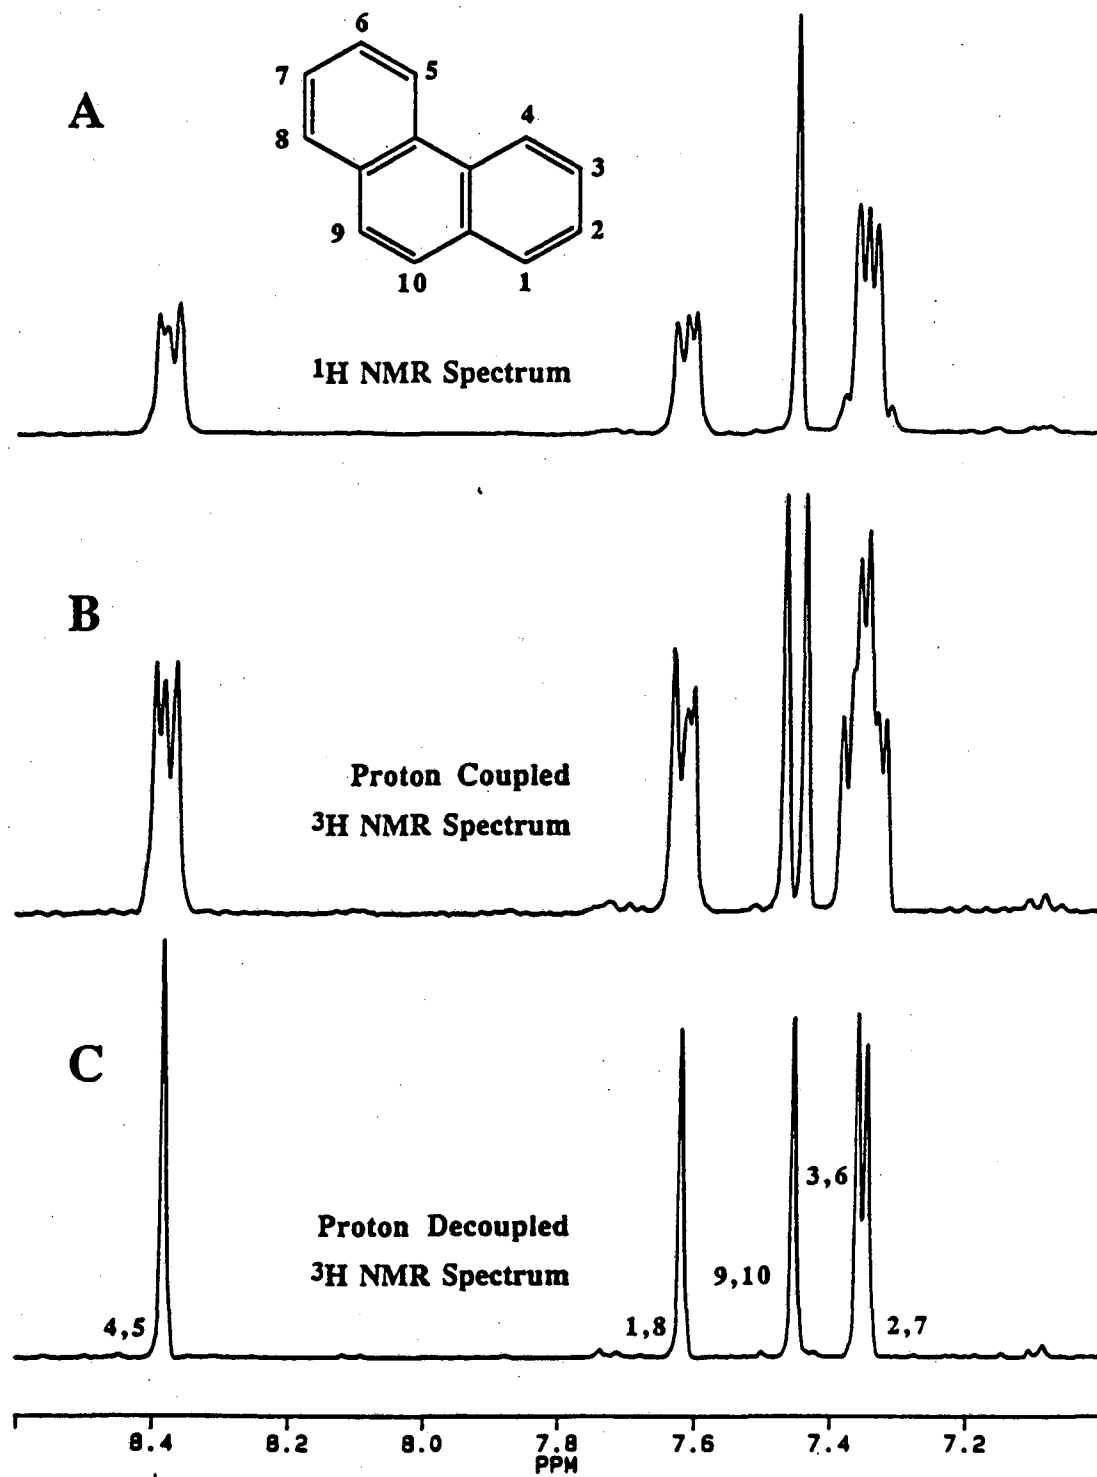 6
7
5
A
4
8
3
9
2
10
1
¹H NMR Spectrum
B
Proton Coupled
³H NMR Spectrum
C
3,6
Proton Decoupled
³H NMR Spectrum
9,10
4,5
1,8
2,7
8.4 8.2 8.0 7.8 7.6 7.4 7.2
PPM